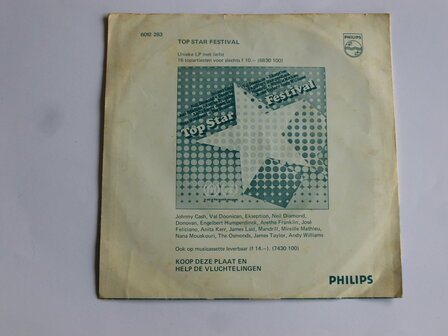 6012 283
TOP STAR FESTIVAL
PHILIPS
Unieke LP met liefst
16 topartiesten voor slechts f 10.– (6830 100)
Top Star
Festival
Johnny Cash, Val Doonican, Ekseption, Neil Diamond,
Donovan, Engelbert Humperdinck, Aretha Franklin, José
Feliciano, Anita Kerr, James Last, Mandrill, Mireille Mathieu,
Nana Mouskouri, The Osmonds, James Taylor, Andy Williams
Ook op musicassette leverbaar (f 14.–). (7430 100)
KOOP DEZE PLAAT EN
HELP DE VLUCHTELINGEN
PHILIPS